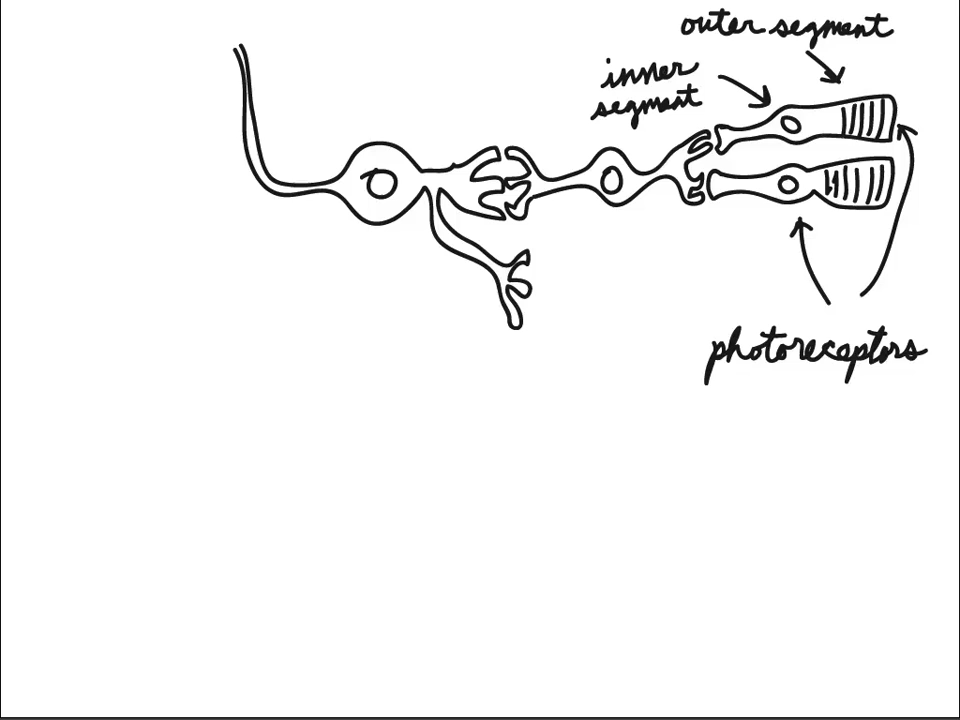 outer segment
inner
segment
photoreceptors